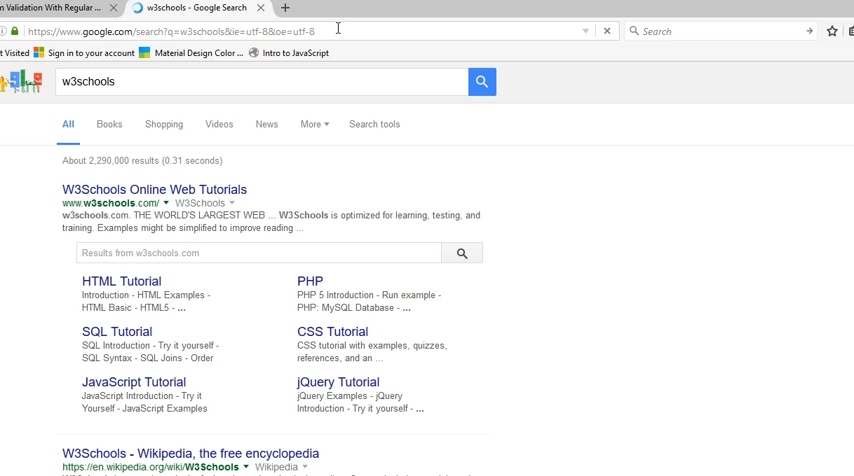 n Validation With Regular ...
w3schools - Google Search
https://www.google.com/search?q=w3schools&ie=utf-8&oe=utf-8
Search
t Visited
Sign in to your account
Material Design Color ...
Intro to JavaScript
w3schools
All Books Shopping Videos News More Search tools
About 2,290,000 results (0.31 seconds)
W3Schools Online Web Tutorials
www.w3schools.com/ W3Schools
w3schools.com. THE WORLD'S LARGEST WEB ... W3Schools is optimized for learning, testing, and
training. Examples might be simplified to improve reading ...
Results from w3schools.com
HTML Tutorial
Introduction - HTML Examples -
HTML Basic - HTML5 - ...
PHP
PHP 5 Introduction - Run example -
PHP: MySQL Database - ...
SQL Tutorial
SQL Introduction - Try it yourself -
SQL Syntax - SQL Joins - Order
CSS Tutorial
CSS tutorial with examples, quizzes,
references, and an ...
JavaScript Tutorial
JavaScript Introduction - Try it
Yourself - JavaScript Examples
jQuery Tutorial
jQuery Examples - jQuery
Introduction - Try it yourself - ...
W3Schools - Wikipedia, the free encyclopedia
https://en.wikipedia.org/wiki/W3Schools Wikipedia